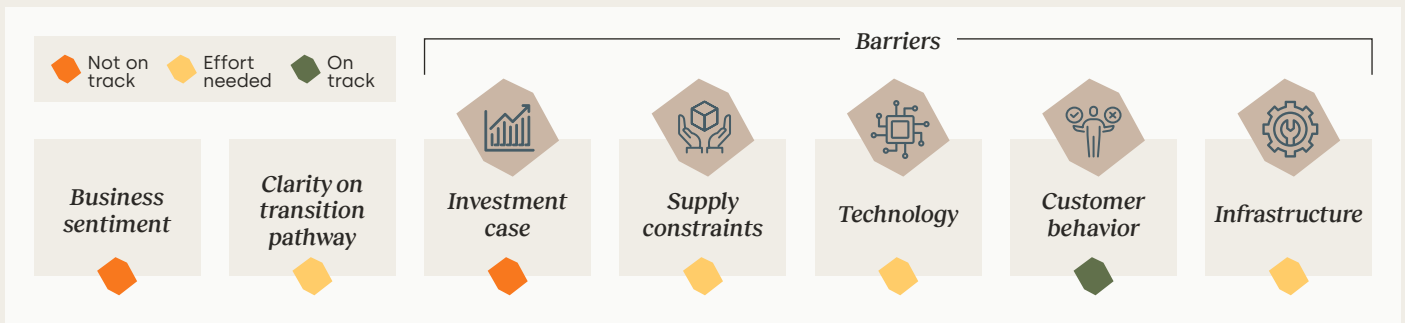 Not on
track
Effort
needed
On
track
Barriers
Business
sentiment
Clarity on
transition
pathway
Investment
case
Supply
constraints
Technology
Customer
behavior
Infrastructure